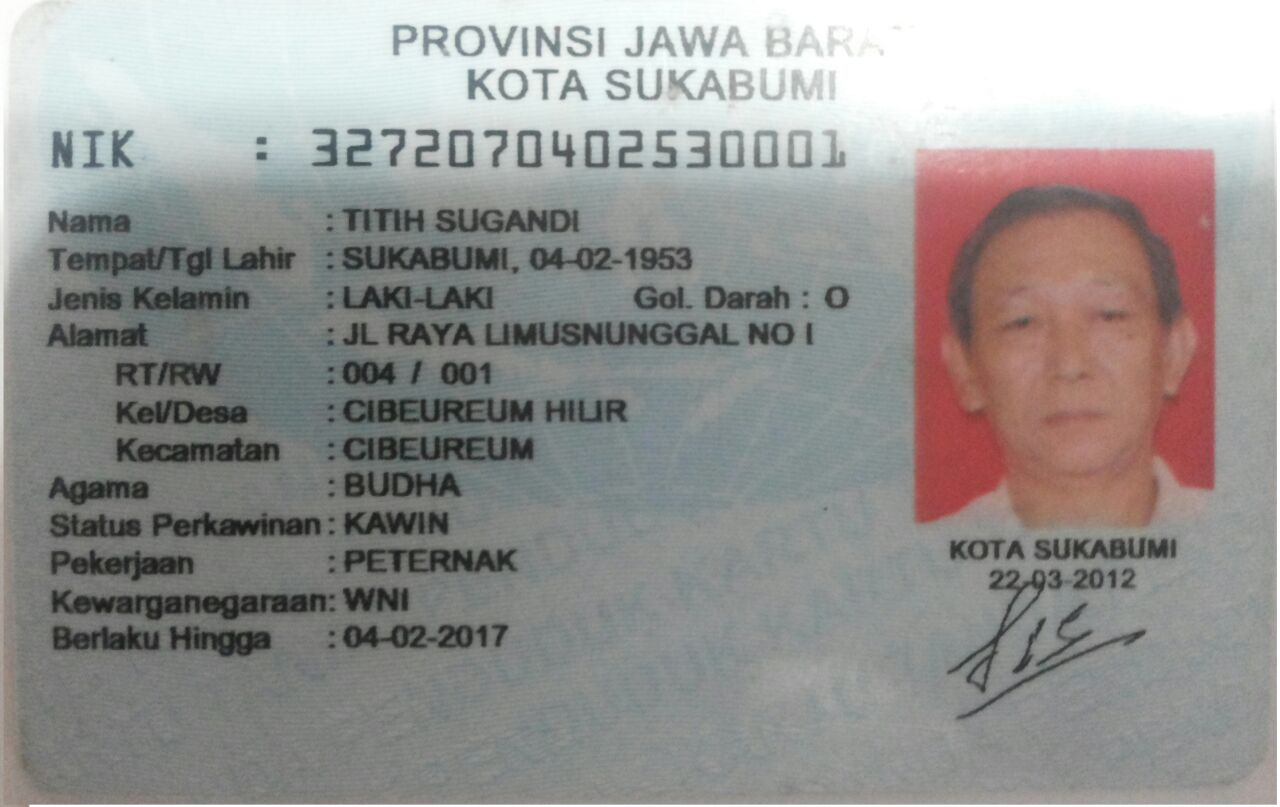 PROVINSI JAWA BARAT
KOTA SUKABUMI
NIK : 3272070402530001
Nama : TITIH SUGANDI
Tempat/Tgl Lahir : SUKABUMI, 04-02-1953
Jenis Kelamin : LAKI-LAKI Gol. Darah : O
Alamat : JL RAYA LIMUSNUNGGAL NO I
RT/RW : 004 / 001
Kel/Desa : CIBEUREUM HILIR
Kecamatan : CIBEUREUM
Agama : BUDHA
Status Perkawinan : KAWIN
Pekerjaan : PETERNAK
Kewarganegaraan : WNI
Berlaku Hingga : 04-02-2017
KOTA SUKABUMI
22-03-2012